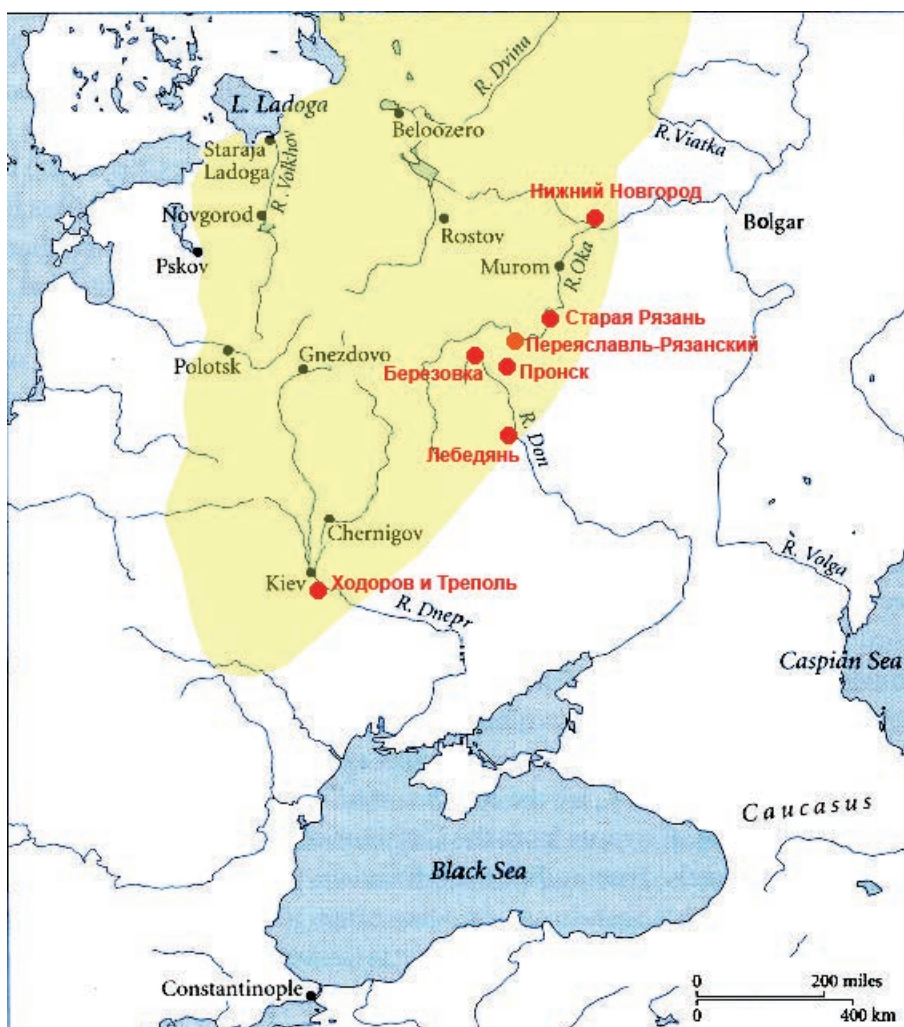 R. Dvina
L. Ladoga
Beloozero
R. Viatka
Staraja
Ladoga
R. Volkhov
Нижний Новгород
Novgorod
Rostov
Bolgar
Pskov
Murom
R.Oka
Старая Рязань
Переяславль-Рязанский
Polotsk
Gnezdovo
Березовка
Пронск
R. Don
Лебедянь
Chernigov
R. Volga
Kiev
Ходоров и Треполь
R. Dnepr
Caspian Sea
Caucasus
Black Sea
Constantinople
0 200 miles
0 400 km